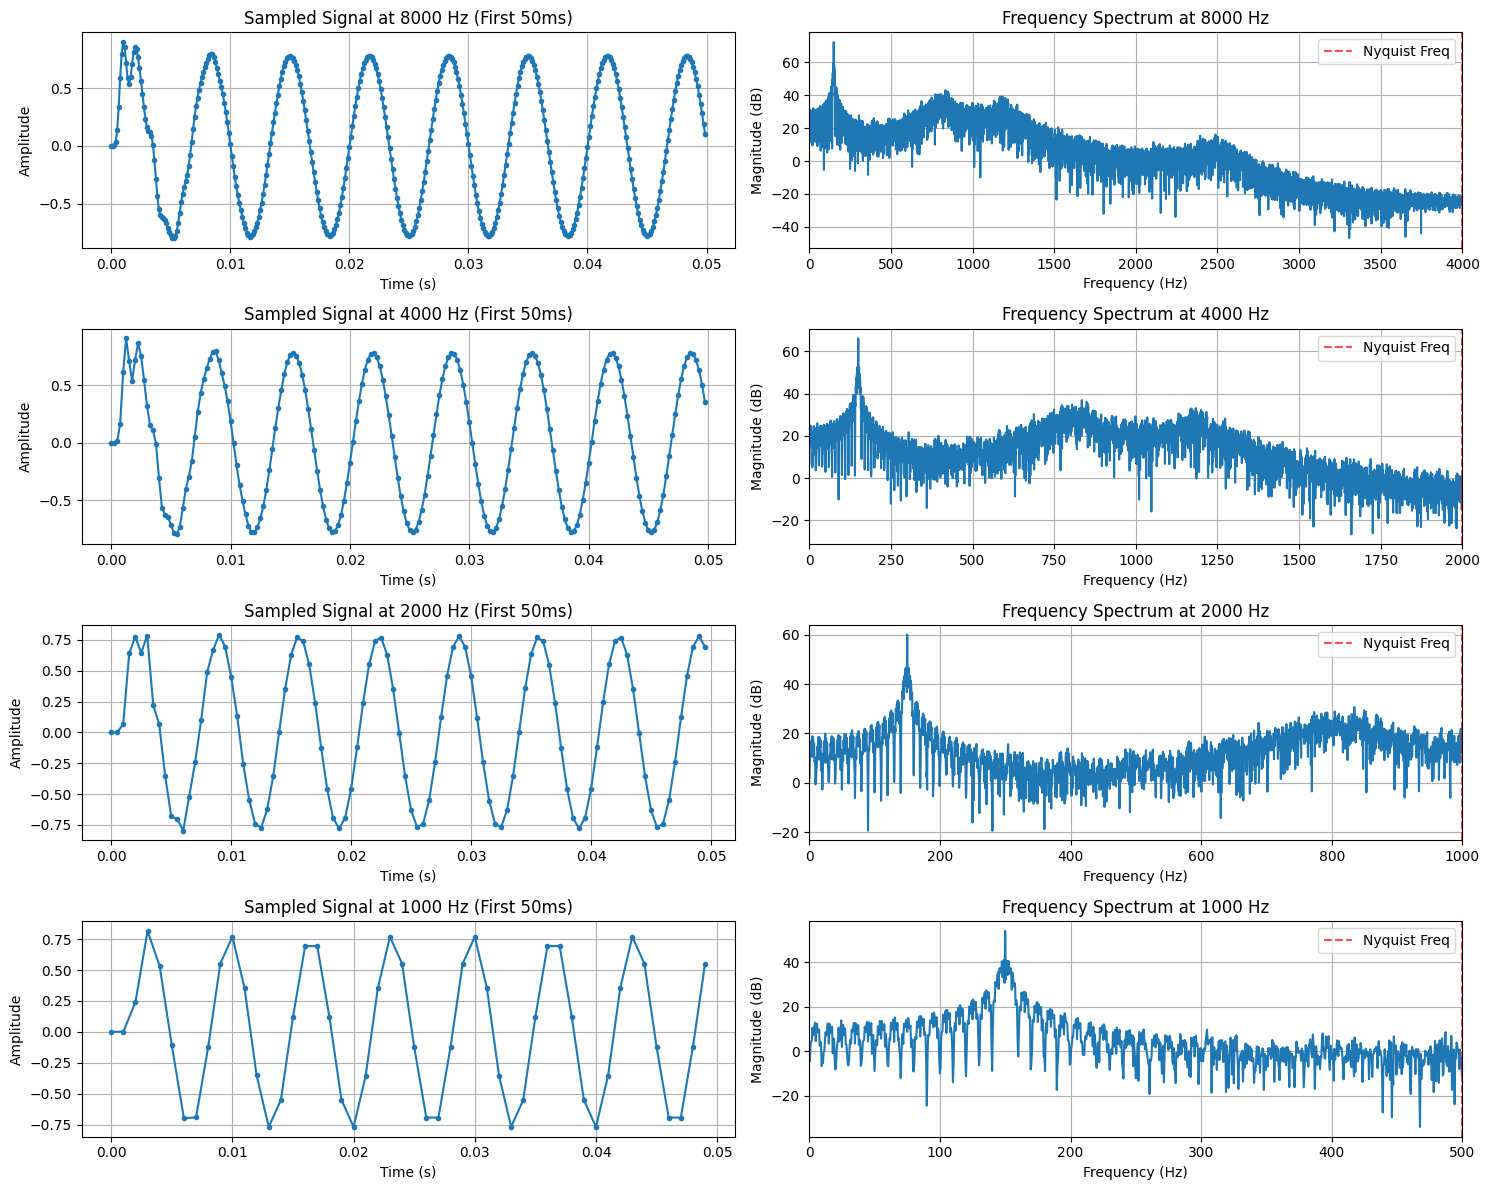 Sampled Signal at 8000 Hz (First 50ms)
Amplitude
0.5
0.0
−0.5
0.00 0.01 0.02 0.03 0.04 0.05
Time (s)
Frequency Spectrum at 8000 Hz
Nyquist Freq
Magnitude (dB)
60
40
20
0
−20
−40
0 500 1000 1500 2000 2500 3000 3500 4000
Frequency (Hz)
Sampled Signal at 4000 Hz (First 50ms)
Amplitude
0.5
0.0
−0.5
0.00 0.01 0.02 0.03 0.04 0.05
Time (s)
Frequency Spectrum at 4000 Hz
Nyquist Freq
Magnitude (dB)
60
40
20
0
−20
0 250 500 750 1000 1250 1500 1750 2000
Frequency (Hz)
Sampled Signal at 2000 Hz (First 50ms)
Amplitude
0.75
0.50
0.25
0.00
−0.25
−0.50
−0.75
0.00 0.01 0.02 0.03 0.04 0.05
Time (s)
Frequency Spectrum at 2000 Hz
Nyquist Freq
Magnitude (dB)
60
40
20
0
−20
0 200 400 600 800 1000
Frequency (Hz)
Sampled Signal at 1000 Hz (First 50ms)
Amplitude
0.75
0.50
0.25
0.00
−0.25
−0.50
−0.75
0.00 0.01 0.02 0.03 0.04 0.05
Time (s)
Frequency Spectrum at 1000 Hz
Nyquist Freq
Magnitude (dB)
40
20
0
−20
0 100 200 300 400 500
Frequency (Hz)